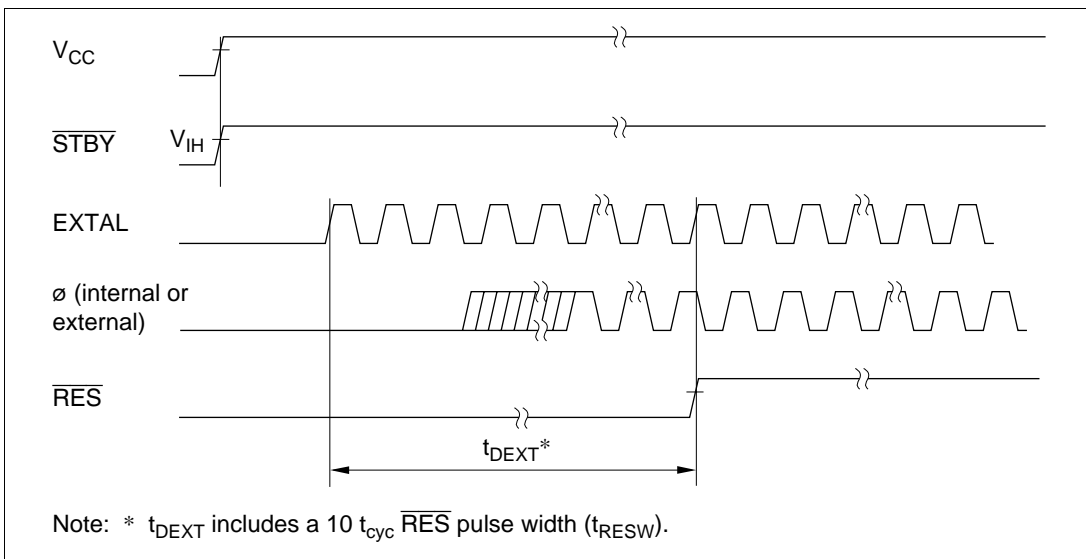 VCC
STBY VIH
EXTAL
ø (internal or
external)
RES
tDEXT*
Note: * tDEXT includes a 10 tcyc RES pulse width (tRESW).